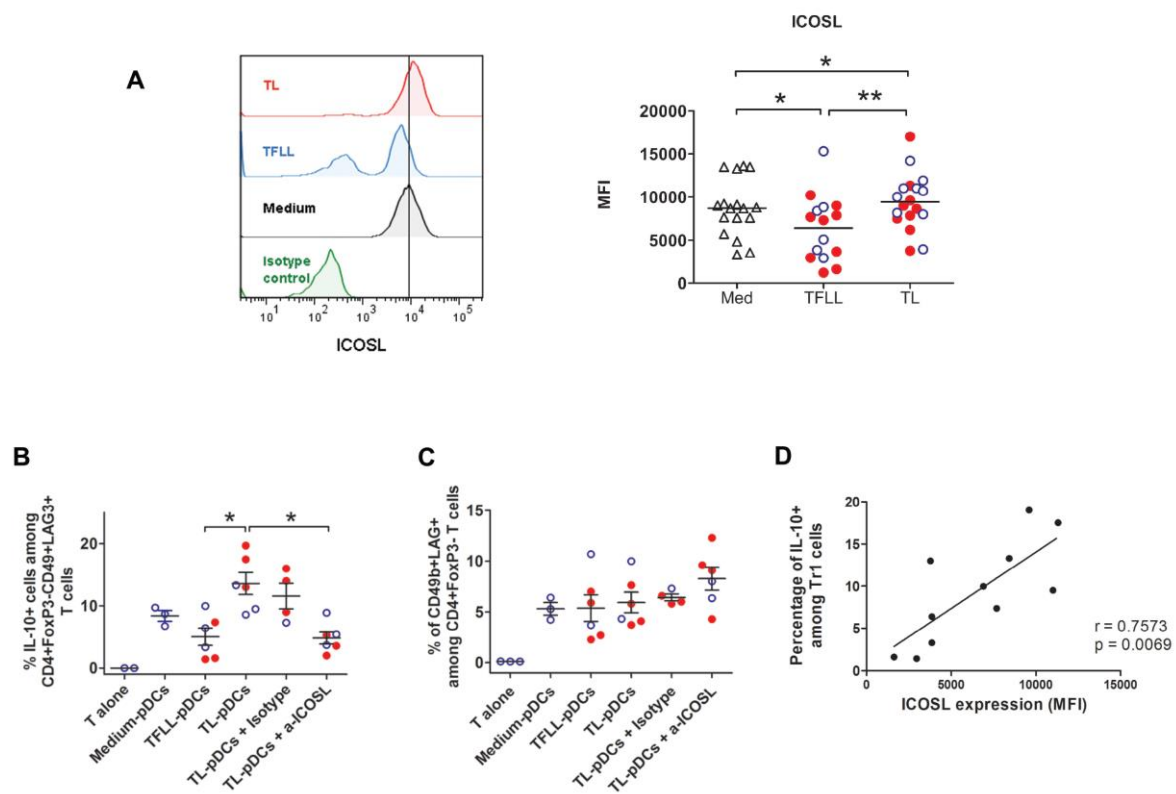 A
TL
TFLL
Medium
Isotype
control
10^1 10^2 10^3 10^4 10^5
ICOSL
ICOSL
*
* **
MFI
20000
15000
10000
5000
0
Med TFLL TL
B
% IL-10+ cells among
CD4+FoxP3-CD49+LAG3+
T cells
20
10
0
* *
T alone
Medium-pDCs
TFLL-pDCs
TL-pDCs
TL-pDCs + Isotype
TL-pDCs + a-ICOSL
C
% of CD49b+LAG+
among CD4+FoxP3- T cells
15
10
5
0
T alone
Medium-pDCs
TFLL-pDCs
TL-pDCs
TL-pDCs + Isotype
TL-pDCs + a-ICOSL
D
Percentage of IL-10+
among Tr1 cells
20
15
10
5
0
r = 0.7573
p = 0.0069
0 5000 10000 15000
ICOSL expression (MFI)